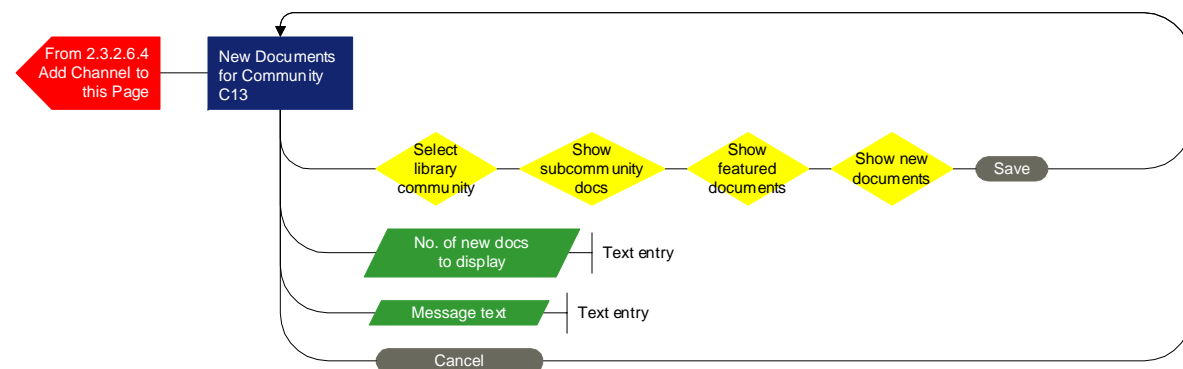 From 2.3.2.6.4
Add Channel to
this Page
New Documents
for Community
C13
Select
library
community
Show
subcommunity
docs
Show
featured
documents
Show new
documents
Save
No. of new docs
to display
Text entry
Message text
Text entry
Cancel